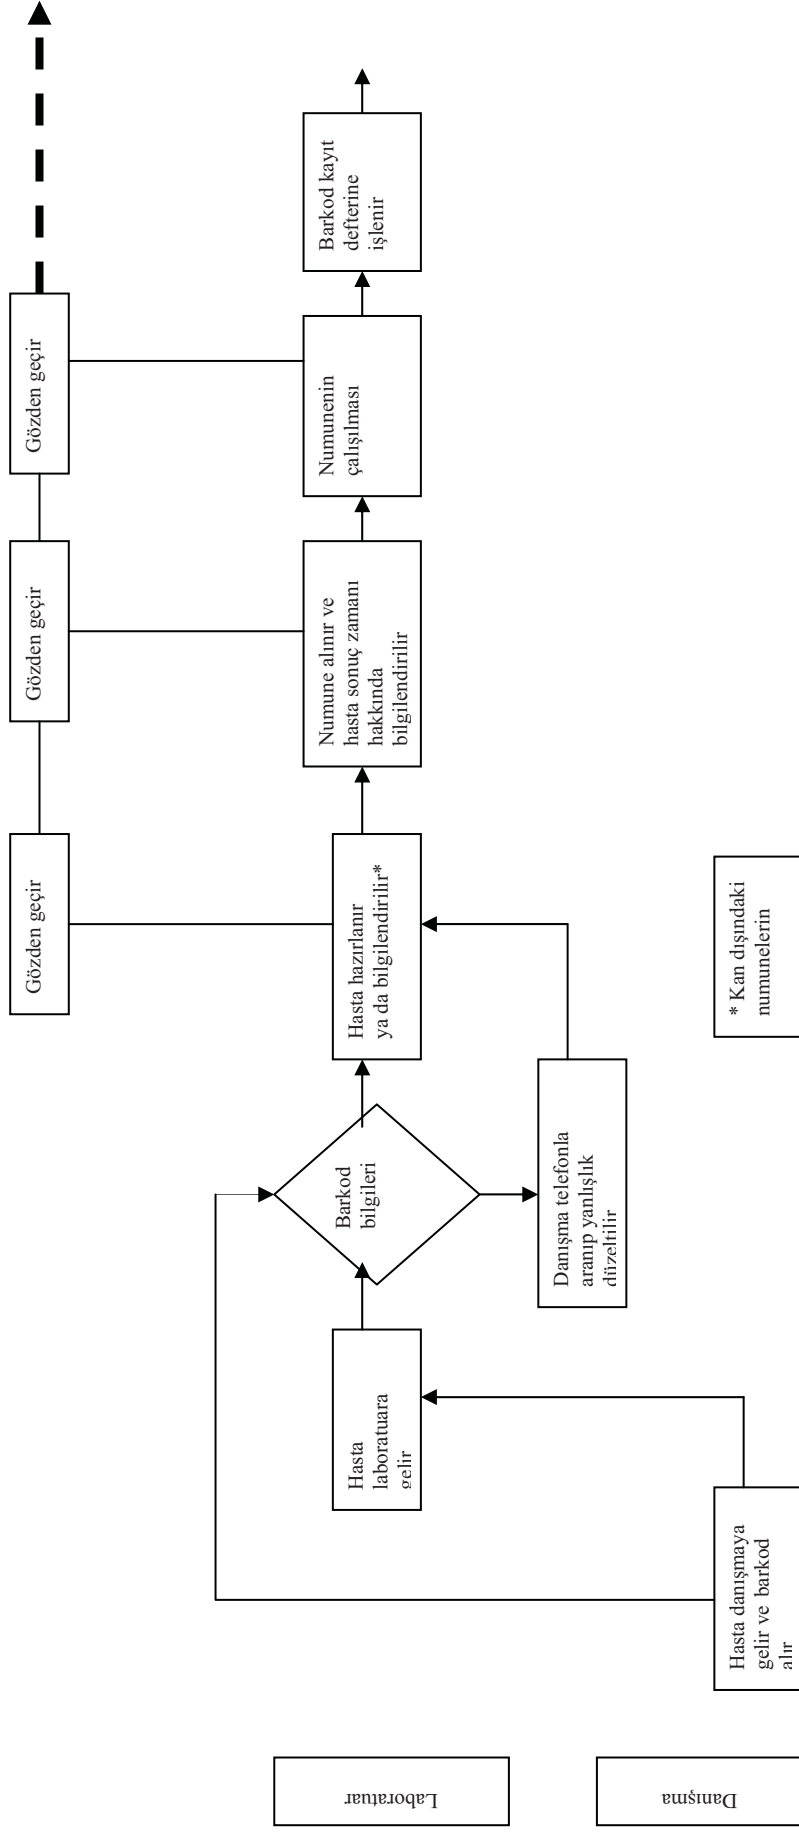 Gözden geçir
Gözden geçir
Gözden geçir
Hasta
laboratuara
gelir
Barkod
bilgileri
Hasta hazırlanır
ya da bilgilendirilir*
Numune alınır ve
hasta sonuç zamanı
hakkında
bilgilendirilir
Numunenin
çalışılması
Barkod kayıt
defterine
işlenir
Danışma telefonla
aranıp yanlışlık
düzeltilir
Hasta danışmaya
gelir ve barkod
alır
* Kan dışındaki
numunelerin
Laboratuar
Danışma